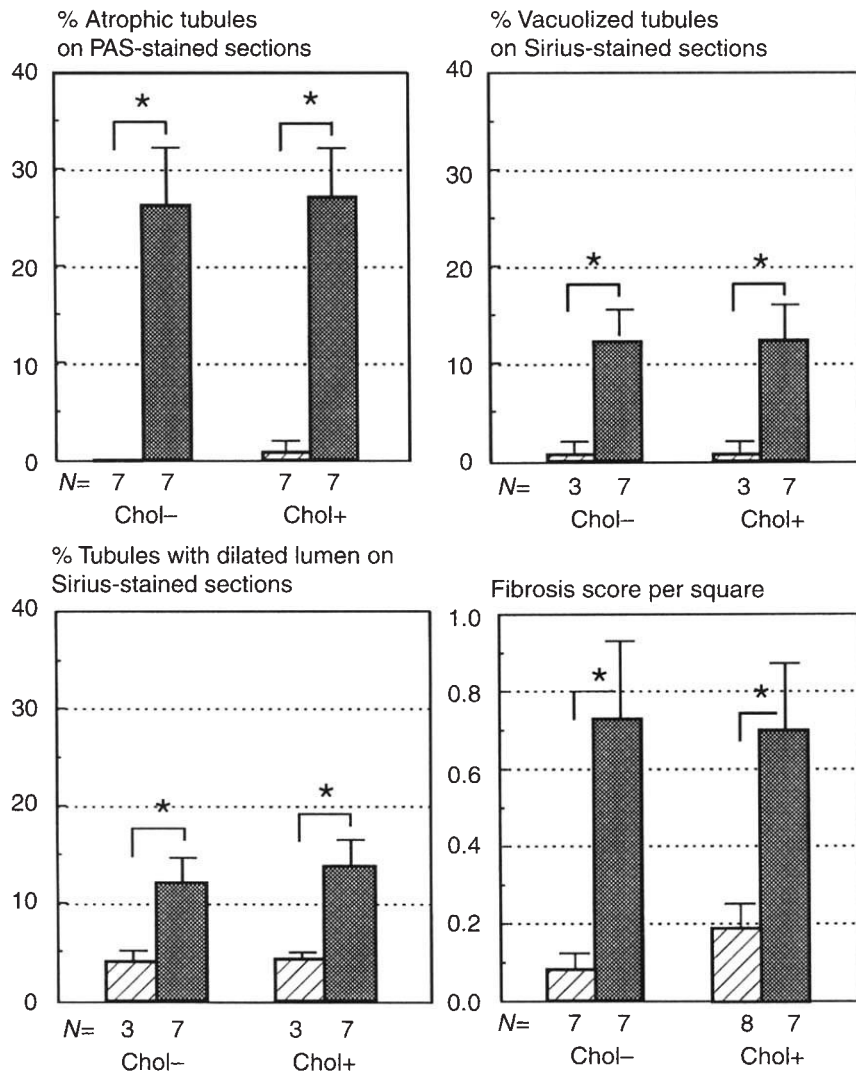 % Atrophic tubules
on PAS-stained sections
40
30
20
10
0
*
*
N= 7 7 7 7
Chol– Chol+
% Vacuolized tubules
on Sirius-stained sections
40
30
20
10
0
*
*
N= 3 7 3 7
Chol– Chol+
% Tubules with dilated lumen on
Sirius-stained sections
40
30
20
10
0
*
*
N= 3 7 3 7
Chol– Chol+
Fibrosis score per square
1.0
0.8
0.6
0.4
0.2
0.0
*
*
N= 7 7 8 7
Chol– Chol+